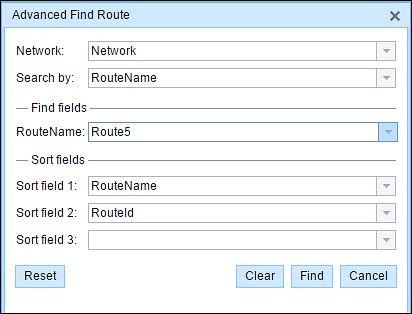 Advanced Find Route
Network: Network
Search by: RouteName
Find fields
RouteName: Route5
Sort fields
Sort field 1: RouteName
Sort field 2: RouteId
Sort field 3:
Reset Clear Find Cancel